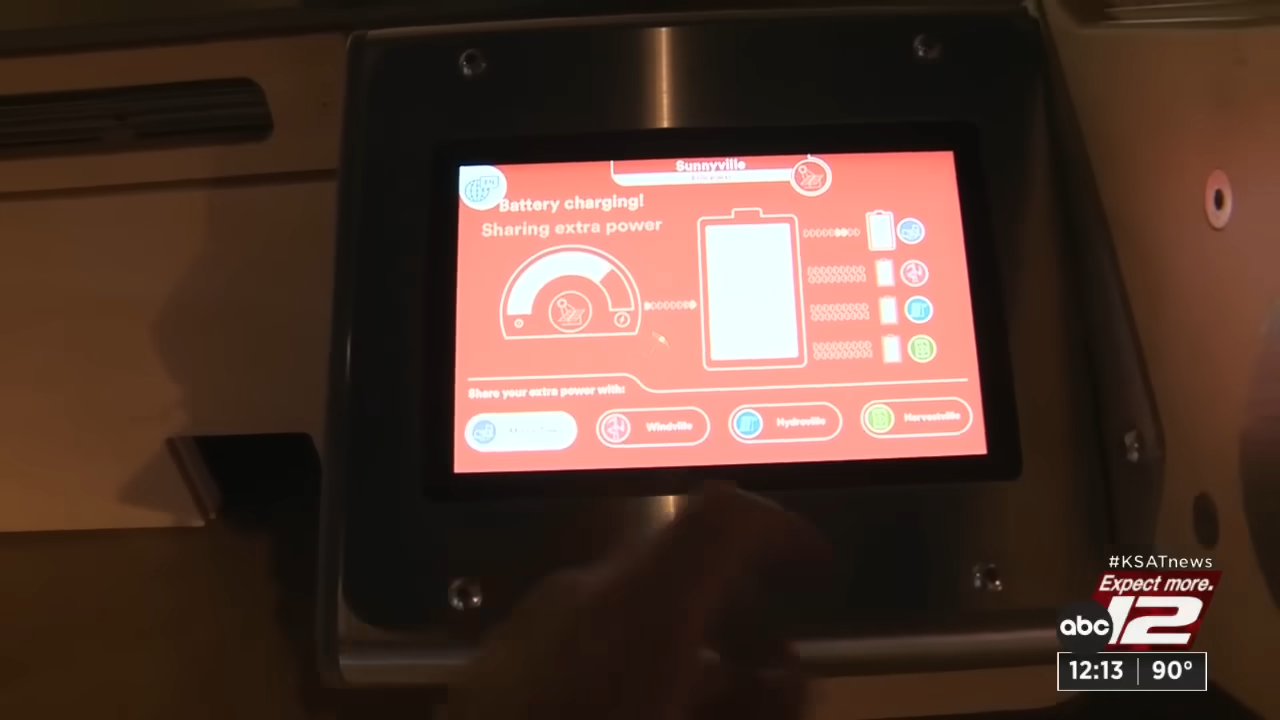 Sunnyville
EN
Battery charging!
Sharing extra power
Share your extra power with:
Windville
Hydroville
Harvestville
#KSATnews
Expect more.
abc 12
12:13 90°